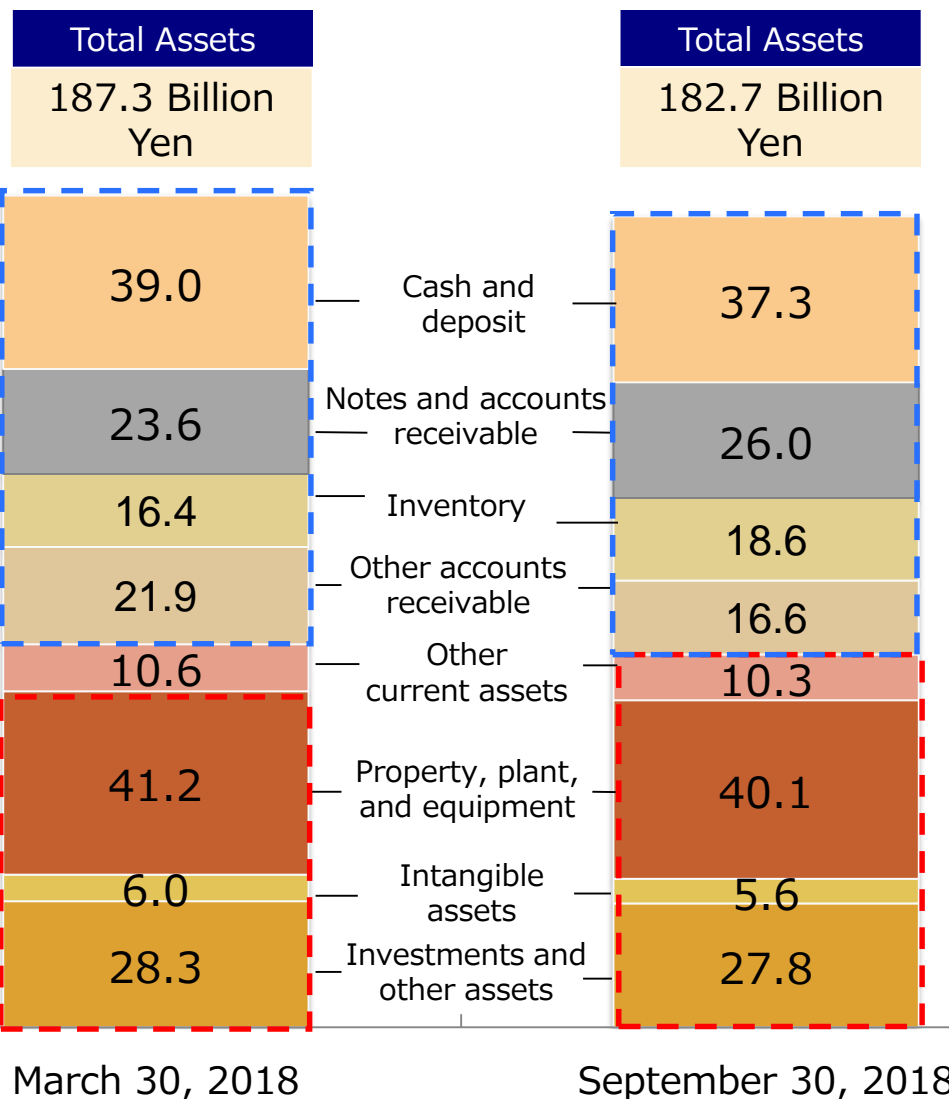 Total Assets
187.3 Billion
Yen
Total Assets
182.7 Billion
Yen
39.0
Cash and
deposit
37.3
23.6
Notes and accounts
receivable
26.0
16.4
Inventory
18.6
21.9
Other accounts
receivable
16.6
10.6
Other
current assets
10.3
41.2
Property, plant,
and equipment
40.1
6.0
Intangible
assets
5.6
28.3
Investments and
other assets
27.8
March 30, 2018
September 30, 2018